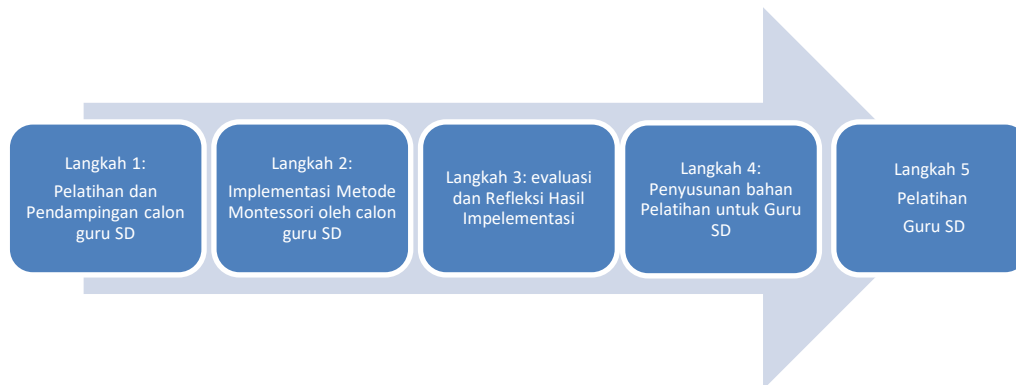 Langkah 1:
Pelatihan dan
Pendampingan calon
guru SD
Langkah 2:
Implementasi Metode
Montessori oleh calon
guru SD
Langkah 3: evaluasi
dan Refleksi Hasil
Impelementasi
Langkah 4:
Penyusunan bahan
Pelatihan untuk Guru
SD
Langkah 5
Pelatihan
Guru SD